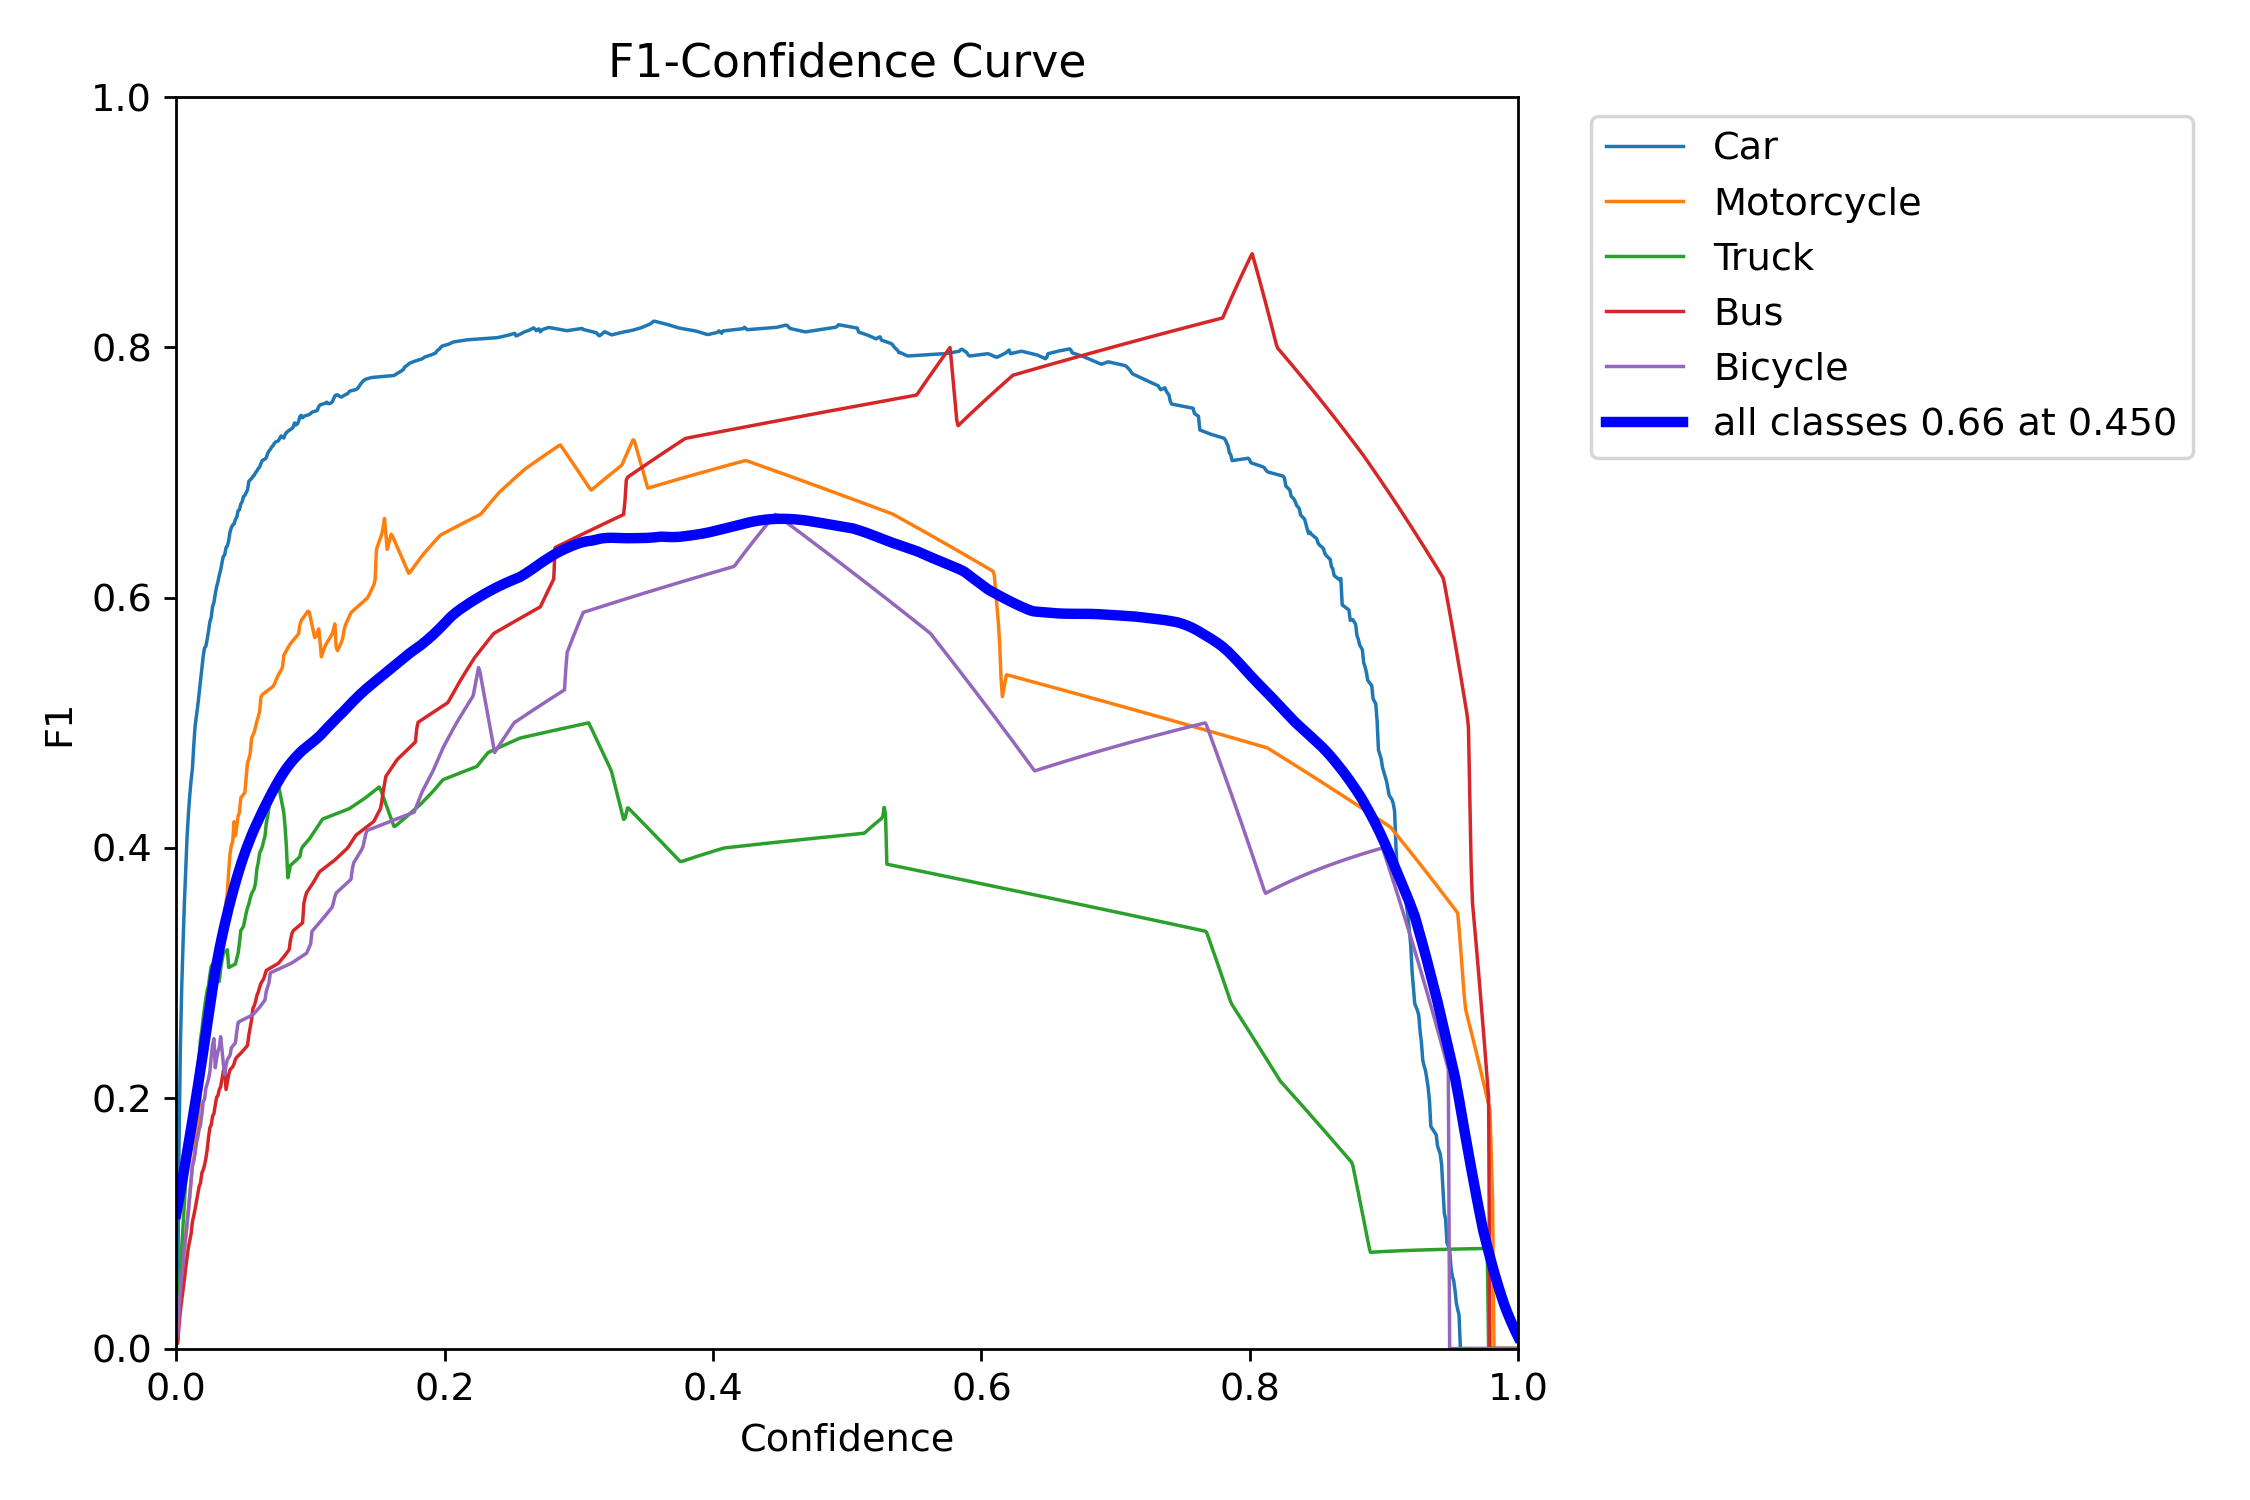 F1-Confidence Curve
1.0
0.8
0.6
0.4
0.2
0.0
F1
0.0 0.2 0.4 0.6 0.8 1.0
Confidence
Car
Motorcycle
Truck
Bus
Bicycle
all classes 0.66 at 0.450